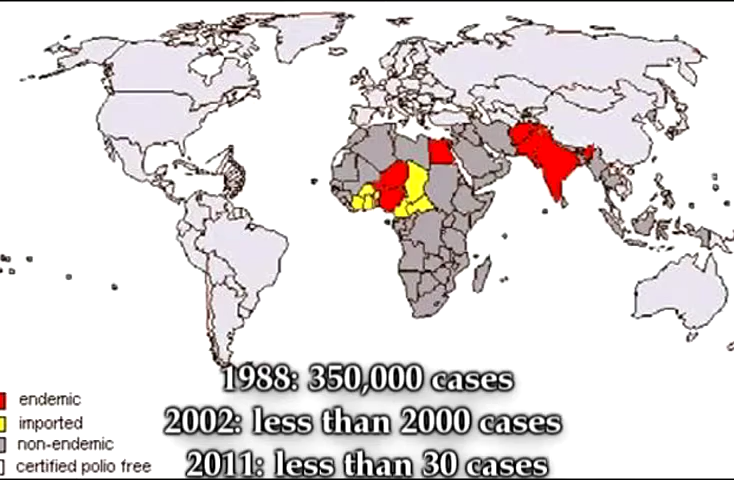 1988: 350,000 cases
endemic
2002: less than 2000 cases
imported
non-endemic
2011: less than 30 cases
certified polio free